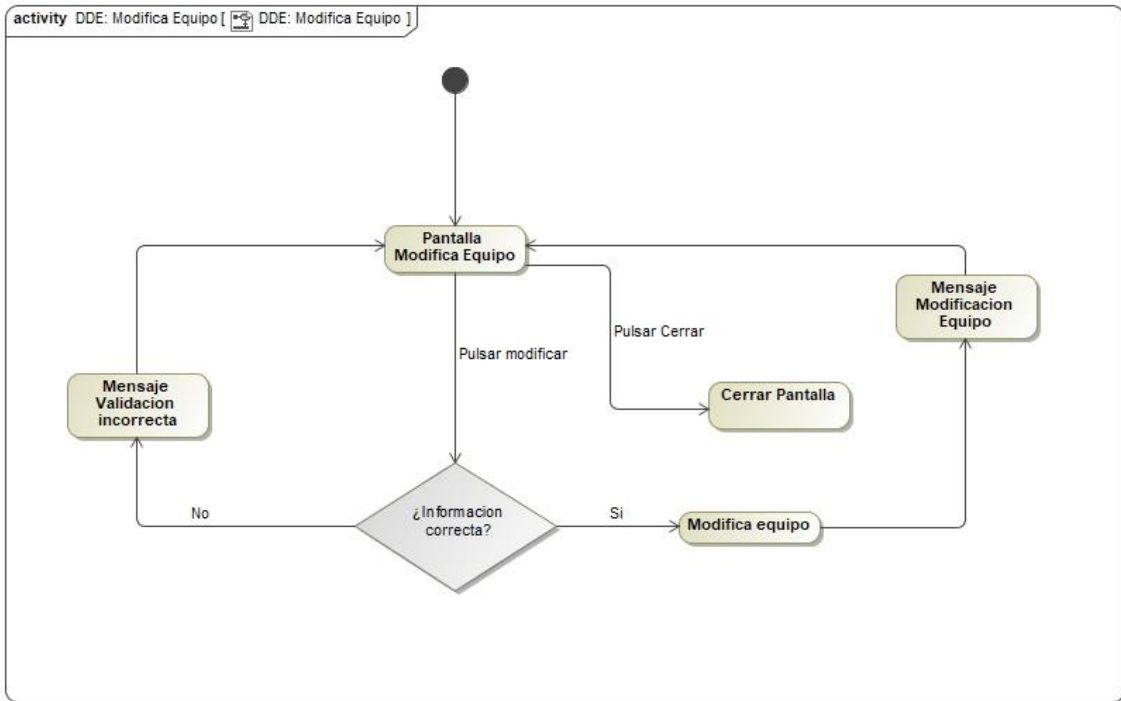 activity DDE: Modifica Equipo [ DDE: Modifica Equipo ]
Pantalla
Modifica Equipo
Mensaje
Modificacion
Equipo
Pulsar Cerrar
Pulsar modificar
Mensaje
Validacion
incorrecta
Cerrar Pantalla
¿Informacion
correcta?
No
Si
Modifica equipo